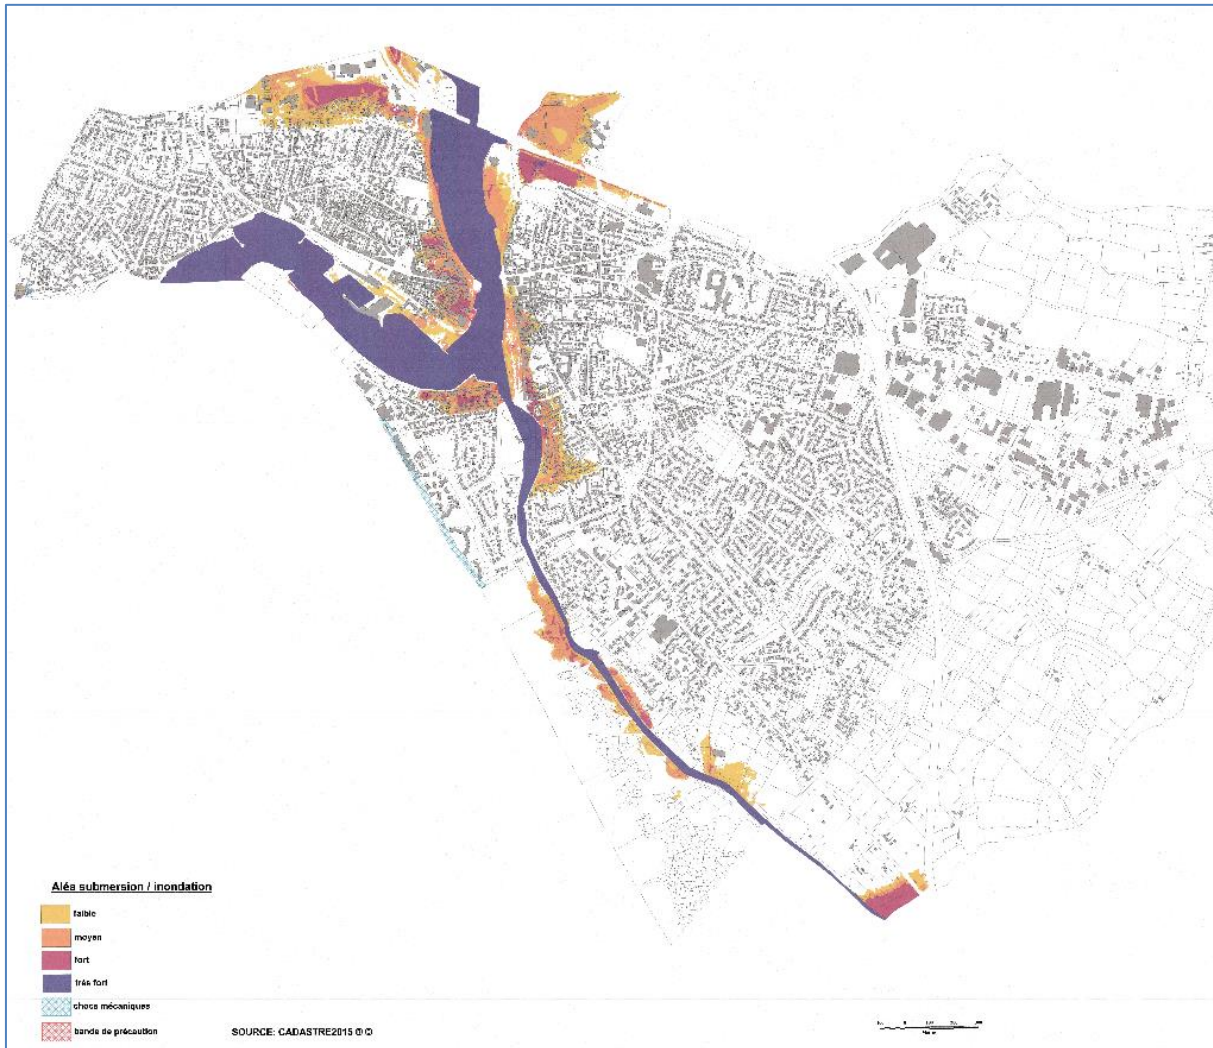 Aléa submersion / inondation
faible
moyen
fort
très fort
chocs mécaniques
bande de précaution
SOURCE: CADASTRE2015 © ©